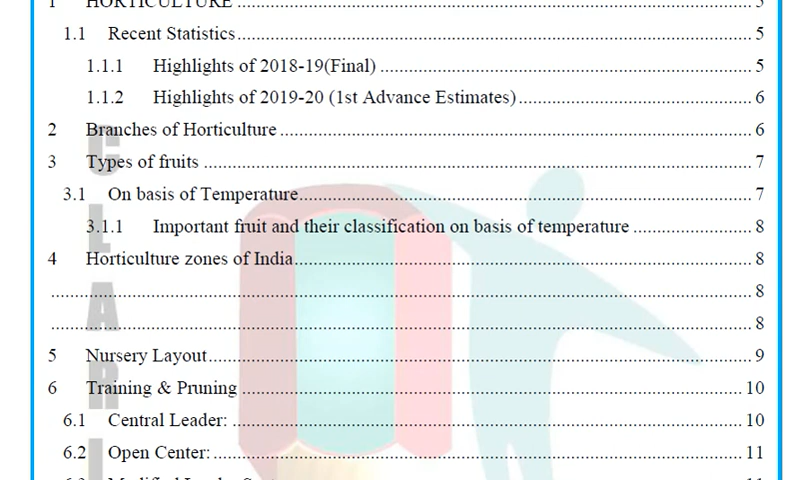 1 HORTICULTURE ........ 5
1.1 Recent Statistics ........ 5
1.1.1 Highlights of 2018-19(Final) ........ 5
1.1.2 Highlights of 2019-20 (1st Advance Estimates) ........ 6
2 Branches of Horticulture ........ 6
3 Types of fruits ........ 7
3.1 On basis of Temperature ........ 7
3.1.1 Important fruit and their classification on basis of temperature ........ 8
4 Horticulture zones of India ........ 8
........ 8
........ 8
5 Nursery Layout ........ 9
6 Training & Pruning ........ 10
6.1 Central Leader: ........ 10
6.2 Open Center: ........ 11
C L A R I